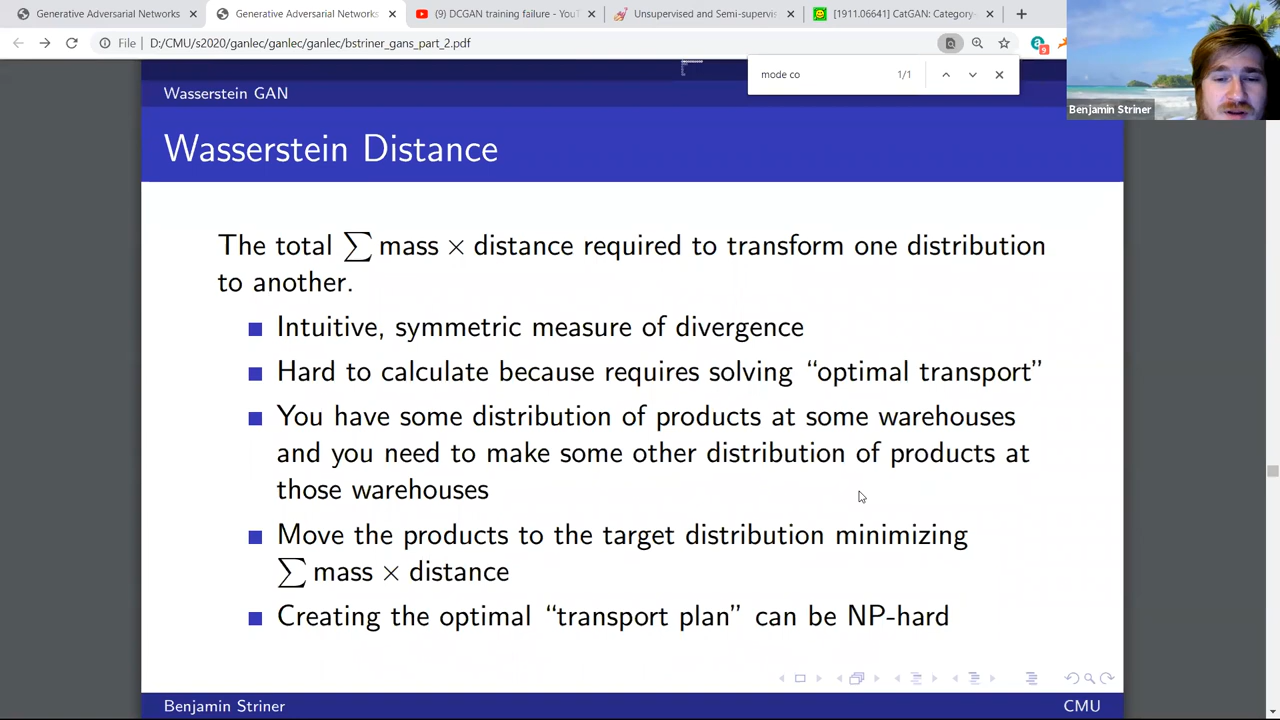 Generative Adversarial Networks
Generative Adversarial Networks
(9) DCGAN training failure - YouT
Unsupervised and Semisupervis
[1911.06641] CatGAN: Category-
File
D:/CMU/s2020/ganlec/ganlec/ganlec/bstriner_gans_part_2.pdf
9
mode co
1/1
Benjamin Striner
Wasserstein GAN
Wasserstein Distance
The total ∑ mass × distance required to transform one distribution
to another.
Intuitive, symmetric measure of divergence
Hard to calculate because requires solving “optimal transport”
You have some distribution of products at some warehouses
and you need to make some other distribution of products at
those warehouses
Move the products to the target distribution minimizing
∑ mass × distance
Creating the optimal “transport plan” can be NP-hard
Benjamin Striner
CMU